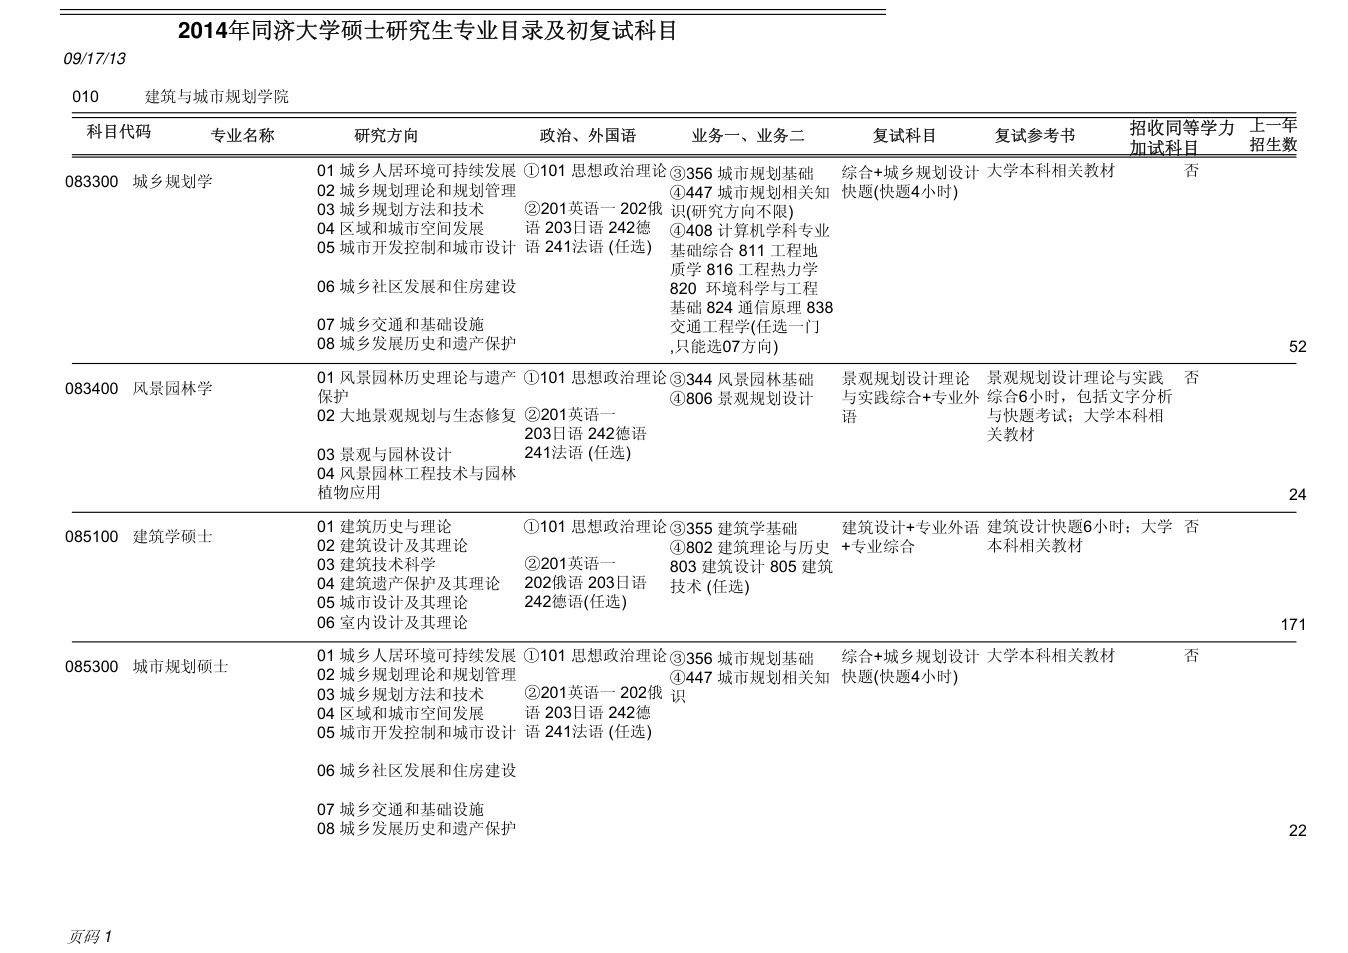 2014年同济大学硕士研究生专业目录及初复试科目
09/17/13
010 建筑与城市规划学院
科目代码 专业名称 研究方向 政治、外国语 业务一、业务二 复试科目 复试参考书 招收同等学力加试科目 上一年招生数
083300 城乡规划学
01 城乡人居环境可持续发展
02 城乡规划理论和规划管理
03 城乡规划方法和技术
04 区域和城市空间发展
05 城市开发控制和城市设计
06 城乡社区发展和住房建设
07 城乡交通和基础设施
08 城乡发展历史和遗产保护
①101 思想政治理论
②201英语一 202俄
语 203日语 242德
语 241法语 (任选)
③356 城市规划基础
④447 城市规划相关知
识(研究方向不限)
④408 计算机学科专业
基础综合 811 工程地
质学 816 工程热力学
820 环境科学与工程
基础 824 通信原理 838
交通工程学(任选一门
,只能选07方向)
综合+城乡规划设计
快题(快题4小时)
大学本科相关教材
否
52
083400 风景园林学
01 风景园林历史理论与遗产
保护
02 大地景观规划与生态修复
03 景观与园林设计
04 风景园林工程技术与园林
植物应用
①101 思想政治理论
②201英语一
203日语 242德语
241法语 (任选)
③344 风景园林基础
④806 景观规划设计
景观规划设计理论
与实践综合+专业外
语
景观规划设计理论与实践
综合6小时，包括文字分析
与快题考试；大学本科相
关教材
否
24
085100 建筑学硕士
01 建筑历史与理论
02 建筑设计及其理论
03 建筑技术科学
04 建筑遗产保护及其理论
05 城市设计及其理论
06 室内设计及其理论
①101 思想政治理论
②201英语一
202俄语 203日语
242德语(任选)
③355 建筑学基础
④802 建筑理论与历史
803 建筑设计 805 建筑
技术 (任选)
建筑设计+专业外语
+专业综合
建筑设计快题6小时；大学
本科相关教材
否
171
085300 城市规划硕士
01 城乡人居环境可持续发展
02 城乡规划理论和规划管理
03 城乡规划方法和技术
04 区域和城市空间发展
05 城市开发控制和城市设计
06 城乡社区发展和住房建设
07 城乡交通和基础设施
08 城乡发展历史和遗产保护
①101 思想政治理论
②201英语一 202俄
语 203日语 242德
语 241法语 (任选)
③356 城市规划基础
④447 城市规划相关知
识
综合+城乡规划设计
快题(快题4小时)
大学本科相关教材
否
22
页码 1